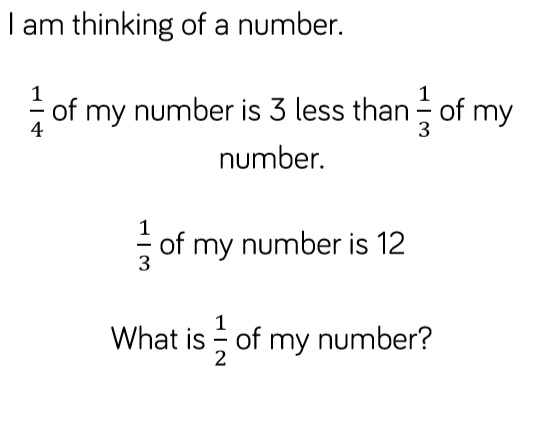 I am thinking of a number.
1/4 of my number is 3 less than 1/3 of my
number.
1/3 of my number is 12
What is 1/2 of my number?